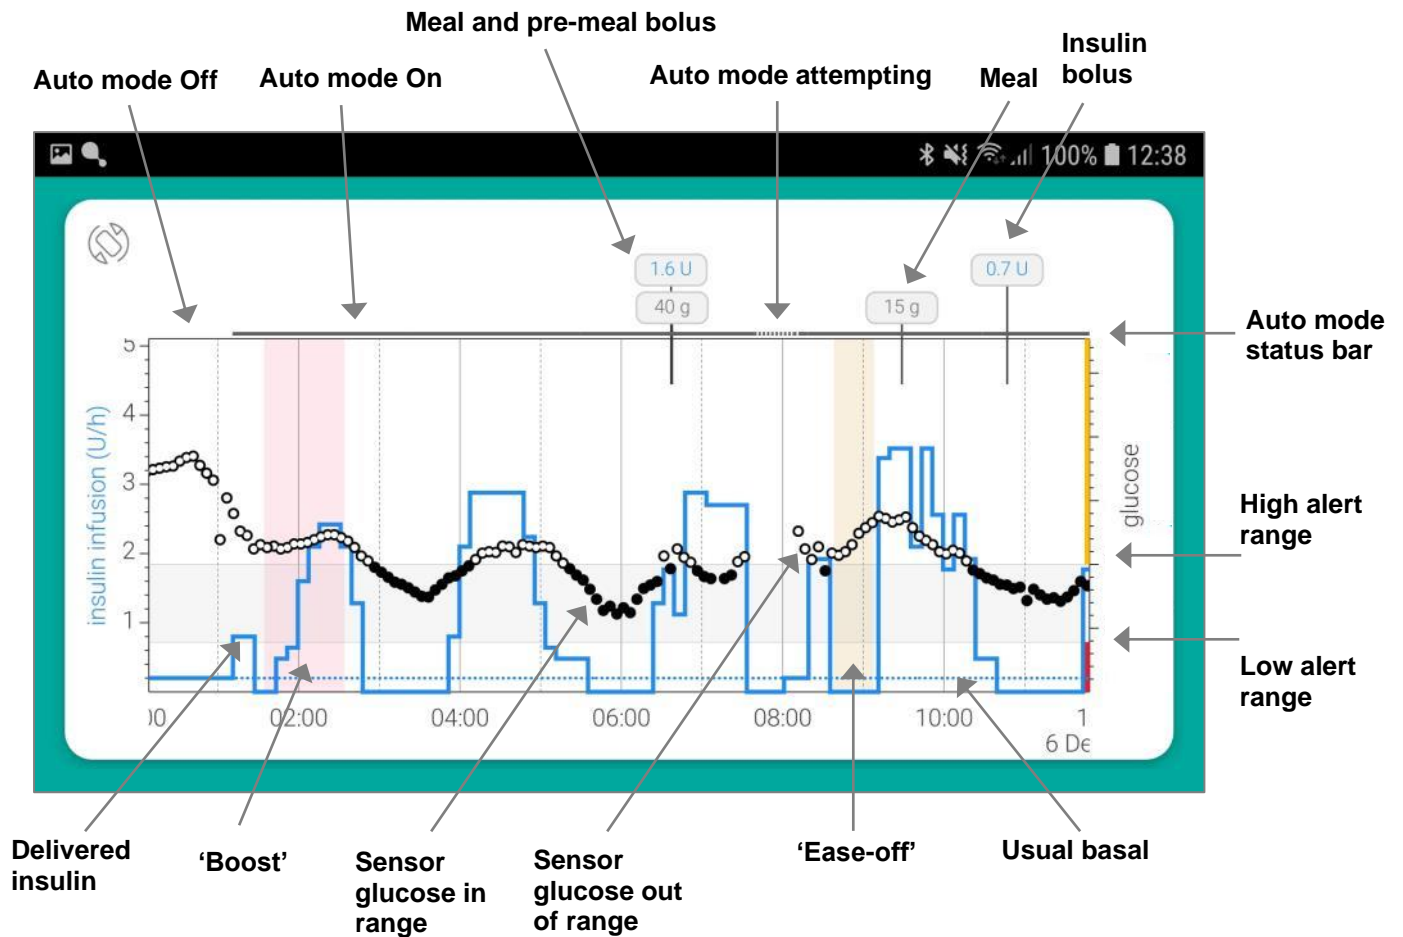 Meal and pre-meal bolus
Insulin
bolus
Auto mode Off
Auto mode On
Auto mode attempting
Meal
100% 12:38
1.6 U
0.7 U
40 g
15 g
Auto mode
status bar
5
4
3
2
1
insulin infusion (U/h)
glucose
High alert
range
Low alert
range
00
02:00
04:00
06:00
08:00
10:00
1
6 De
Delivered
insulin
‘Boost’
Sensor
glucose in
range
Sensor
glucose out
of range
‘Ease-off’
Usual basal